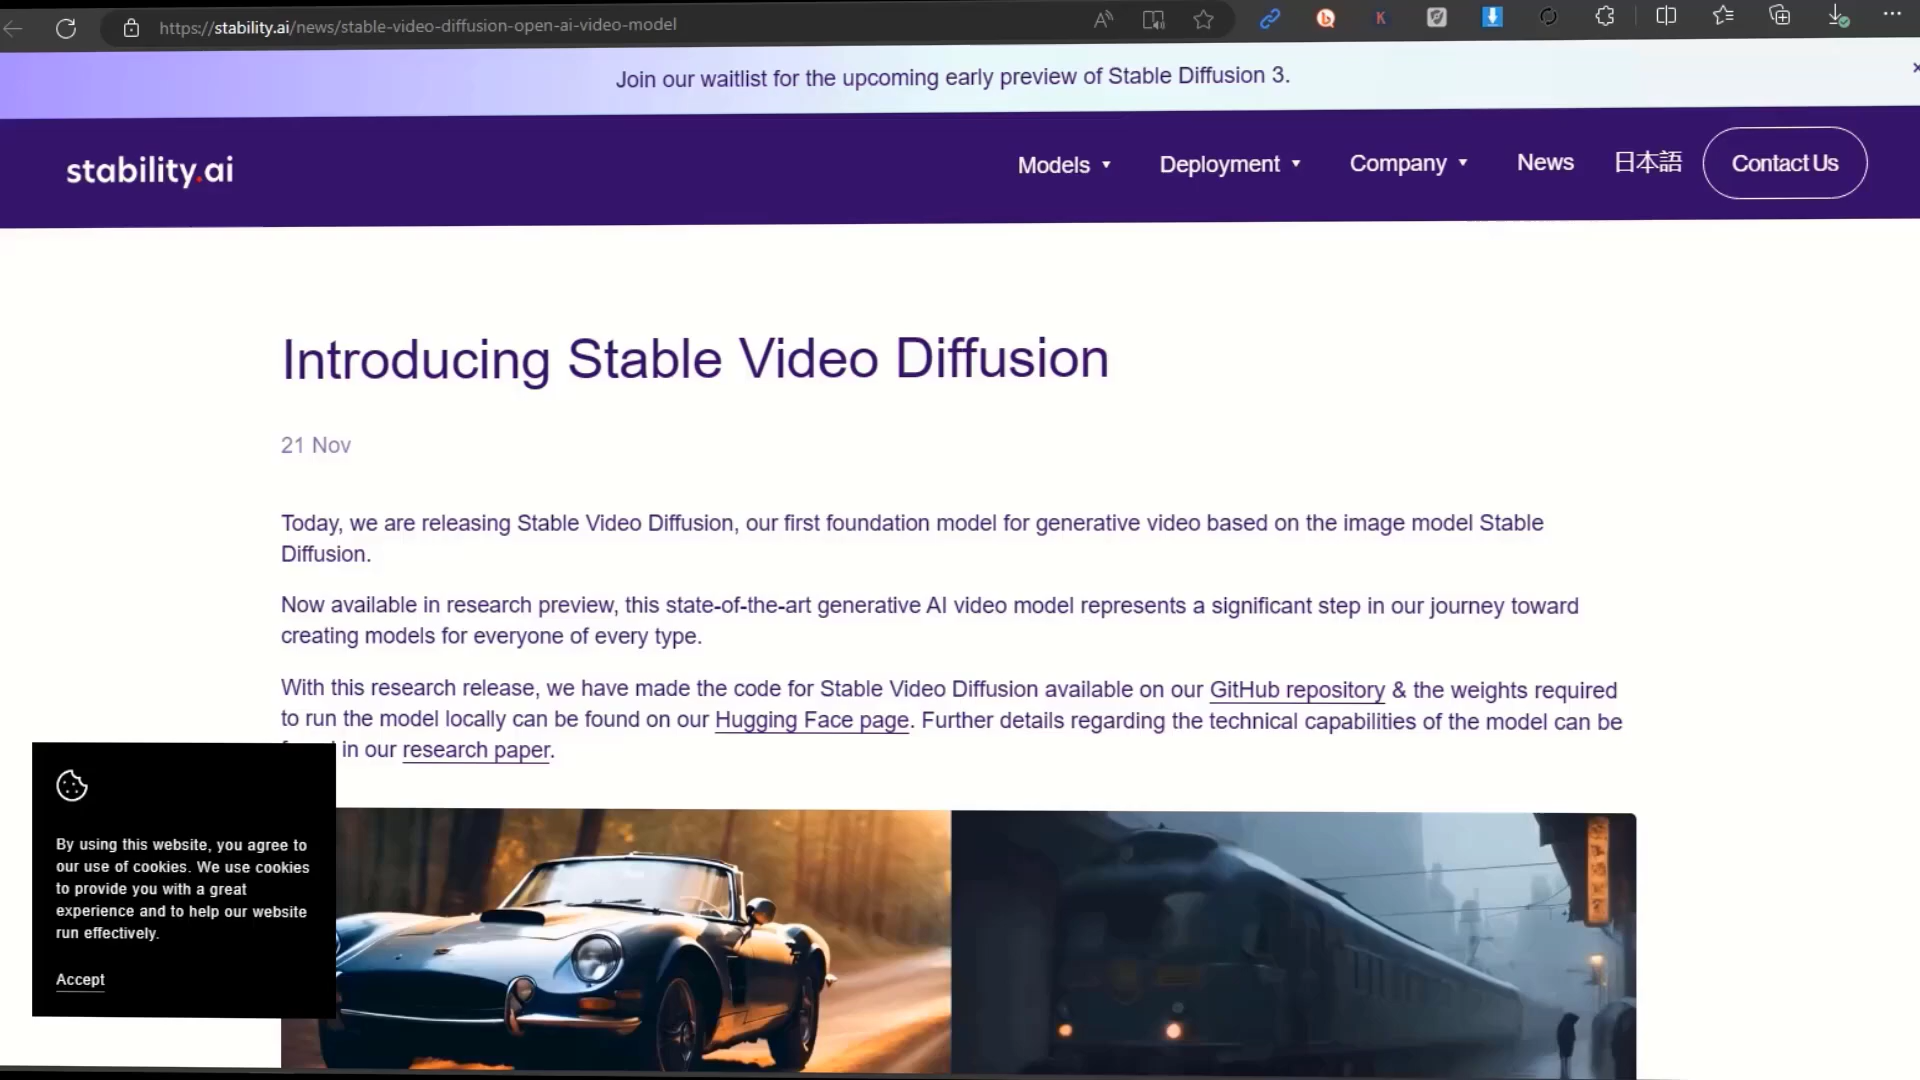 https://stability.ai/news/stable-video-diffusion-open-ai-video-model
Join our waitlist for the upcoming early preview of Stable Diffusion 3.
stability.ai
Models
Deployment
Company
News
日本語
Contact Us
Introducing Stable Video Diffusion
21 Nov
Today, we are releasing Stable Video Diffusion, our first foundation model for generative video based on the image model Stable
Diffusion.
Now available in research preview, this state-of-the-art generative AI video model represents a significant step in our journey toward
creating models for everyone of every type.
With this research release, we have made the code for Stable Video Diffusion available on our GitHub repository & the weights required
to run the model locally can be found on our Hugging Face page. Further details regarding the technical capabilities of the model can be
in our research paper.
By using this website, you agree to
our use of cookies. We use cookies
to provide you with a great
experience and to help our website
run effectively.
Accept